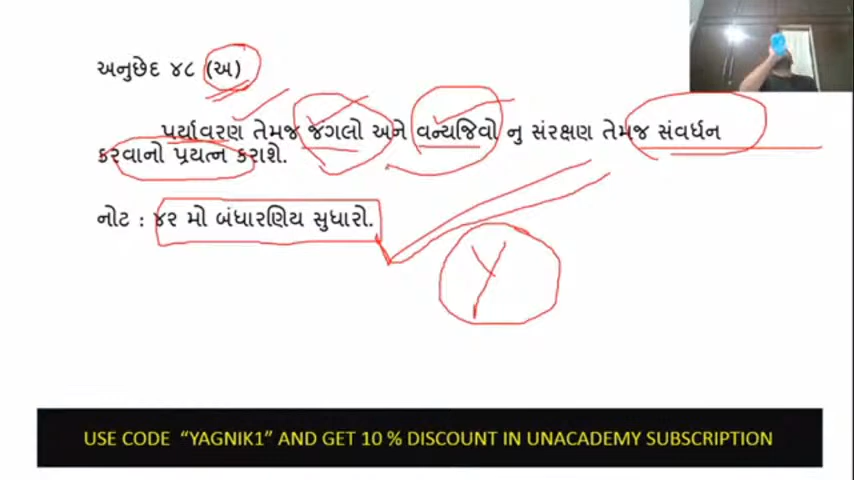 અનુછેદ ૪૮ (અ)
પર્યાવરણ તેમજ જગલો અને વન્યજિવો નુ સંરક્ષણ તેમજ સંવર્ધન
કરવાનો પ્રયત્ન કરાશે.
નોટ : ૪૨ મો બંધારણિય સુધારો.
Y
USE CODE “YAGNIK1” AND GET 10 % DISCOUNT IN UNACADEMY SUBSCRIPTION